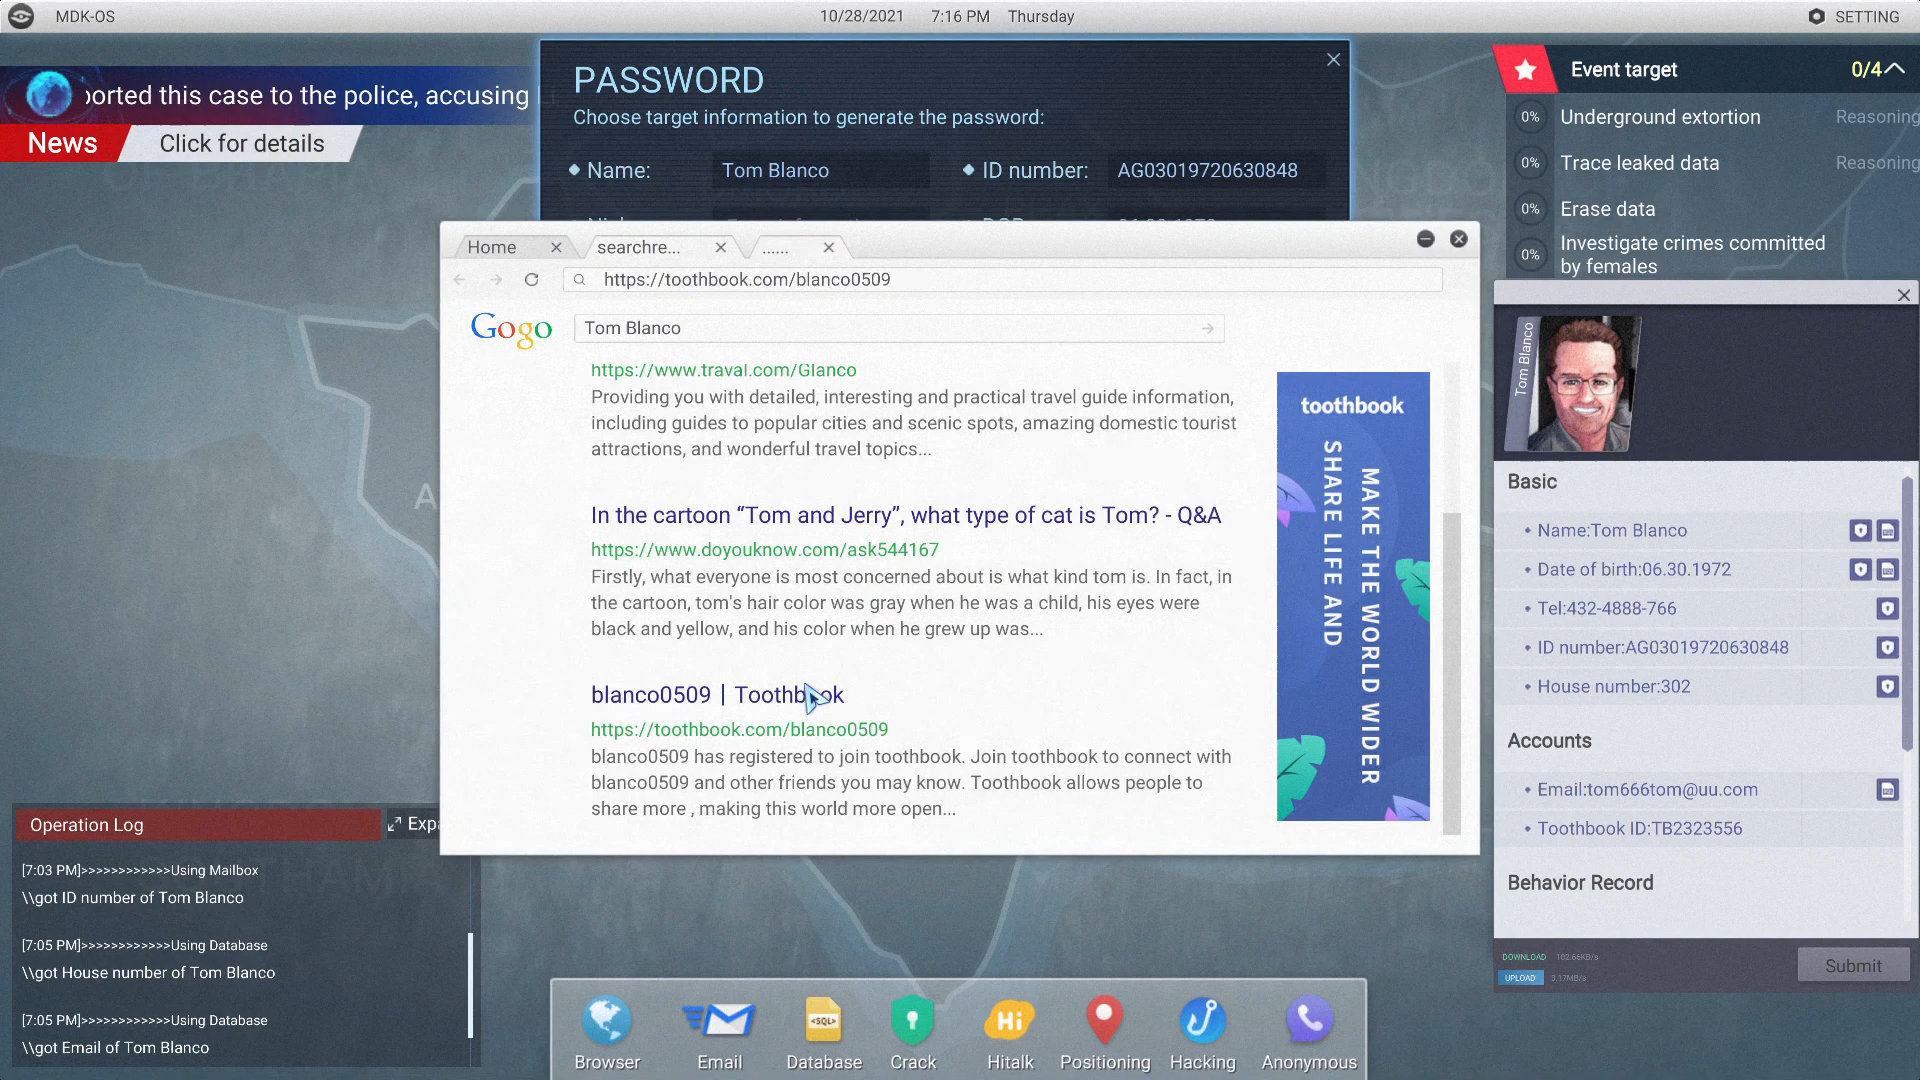 MDK-OS
10/28/2021 7:16 PM Thursday
SETTING
ported this case to the police, accusing
News
Click for details
PASSWORD
Choose target information to generate the password:
Name: Tom Blanco
ID number: AG03019720630848
Event target 0/4
0% Underground extortion Reasoning
0% Trace leaked data Reasoning
0% Erase data
0% Investigate crimes committed
by females
Home
searchre...
......
https://toothbook.com/blanco0509
Gogo
Tom Blanco
https://www.traval.com/Glanco
Providing you with detailed, interesting and practical travel guide information,
including guides to popular cities and scenic spots, amazing domestic tourist
attractions, and wonderful travel topics...
In the cartoon “Tom and Jerry”, what type of cat is Tom? - Q&A
https://www.doyouknow.com/ask544167
Firstly, what everyone is most concerned about is what kind tom is. In fact, in
the cartoon, tom's hair color was gray when he was a child, his eyes were
black and yellow, and his color when he grew up was...
blanco0509 | Toothbook
https://toothbook.com/blanco0509
blanco0509 has registered to join toothbook. Join toothbook to connect with
blanco0509 and other friends you may know. Toothbook allows people to
share more , making this world more open...
toothbook
SHARE LIFE AND
MAKE THE WORLD WIDER
Tom Blanco
Basic
• Name:Tom Blanco
• Date of birth:06.30.1972
• Tel:432-4888-766
• ID number:AG03019720630848
• House number:302
Accounts
• Email:tom666tom@uu.com
• Toothbook ID:TB2323556
Behavior Record
DOWNLOAD 102.66KB/s
UPLOAD 3.17MB/s
Submit
Operation Log
Expa
[7:03 PM]>>>>>>>>>>>>Using Mailbox
\\got ID number of Tom Blanco
[7:05 PM]>>>>>>>>>>>>Using Database
\\got House number of Tom Blanco
[7:05 PM]>>>>>>>>>>>>Using Database
\\got Email of Tom Blanco
Browser
Email
<SQL>
Database
Crack
Hi
Hitalk
Positioning
Hacking
Anonymous